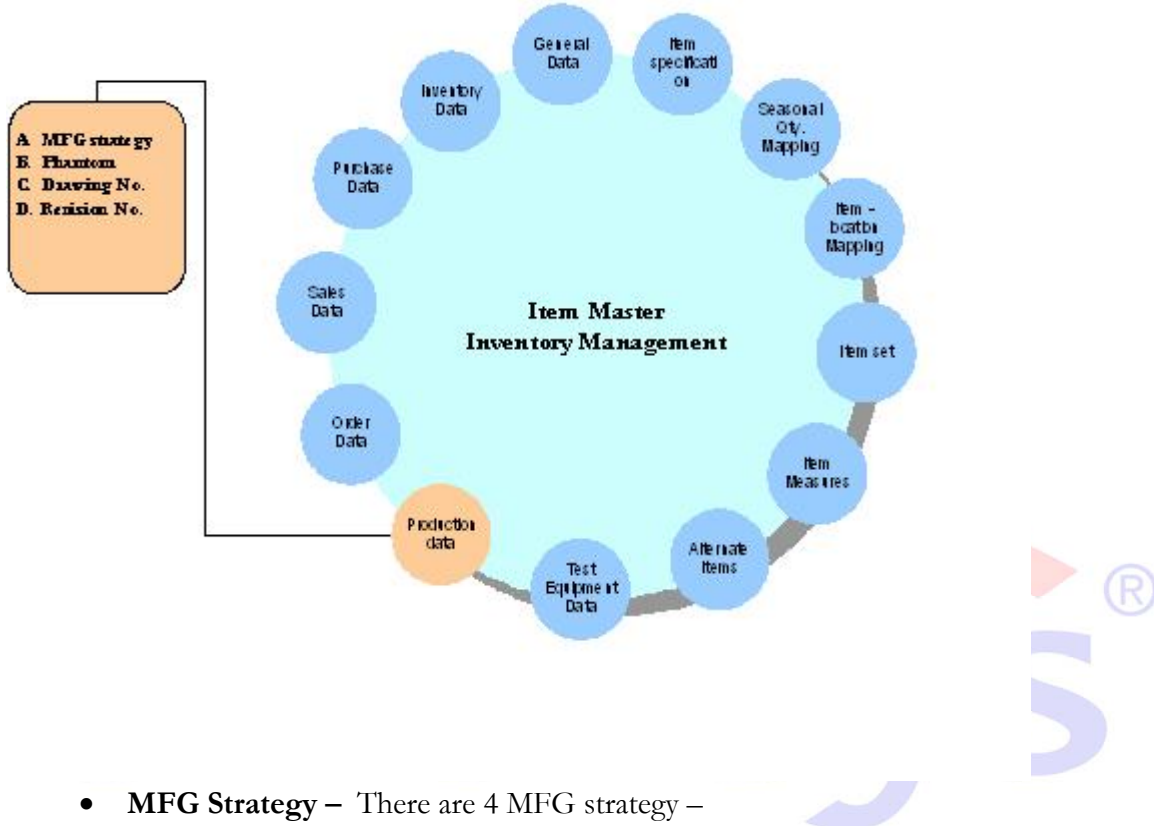 General
Data
Item
specificati
on
Inventory
Data
Seasonal
Qty.
Mapping
A. MFG strategy
B. Phantom
C. Drawing No.
D. Revision No.
Purchase
Data
Item –
location
Mapping
Sales
Data
Item Master
Inventory Management
Item set
Order
Data
Item
Measures
Production
data
Alternate
Items
Test
Equipment
Data
®
• MFG Strategy – There are 4 MFG strategy –